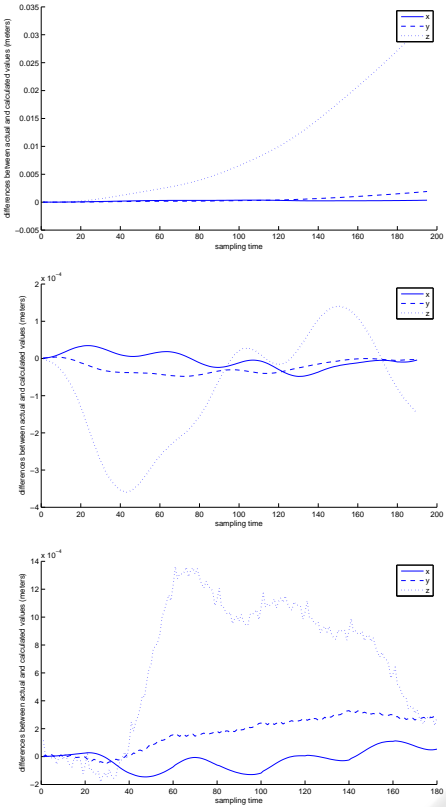 0.035
0.03
0.025
0.02
0.015
0.01
0.005
0
−0.005
differences between actual and calculated values (meters)
0 20 40 60 80 100 120 140 160 180 200
sampling time
x
y
z
x 10⁻⁴
2
1
0
−1
−2
−3
−4
differences between actual and calculated values (meters)
0 20 40 60 80 100 120 140 160 180 200
sampling time
x
y
z
x 10⁻⁴
14
12
10
8
6
4
2
0
−2
differences between actual and calculated values (meters)
0 20 40 60 80 100 120 140 160 180
sampling time
x
y
z